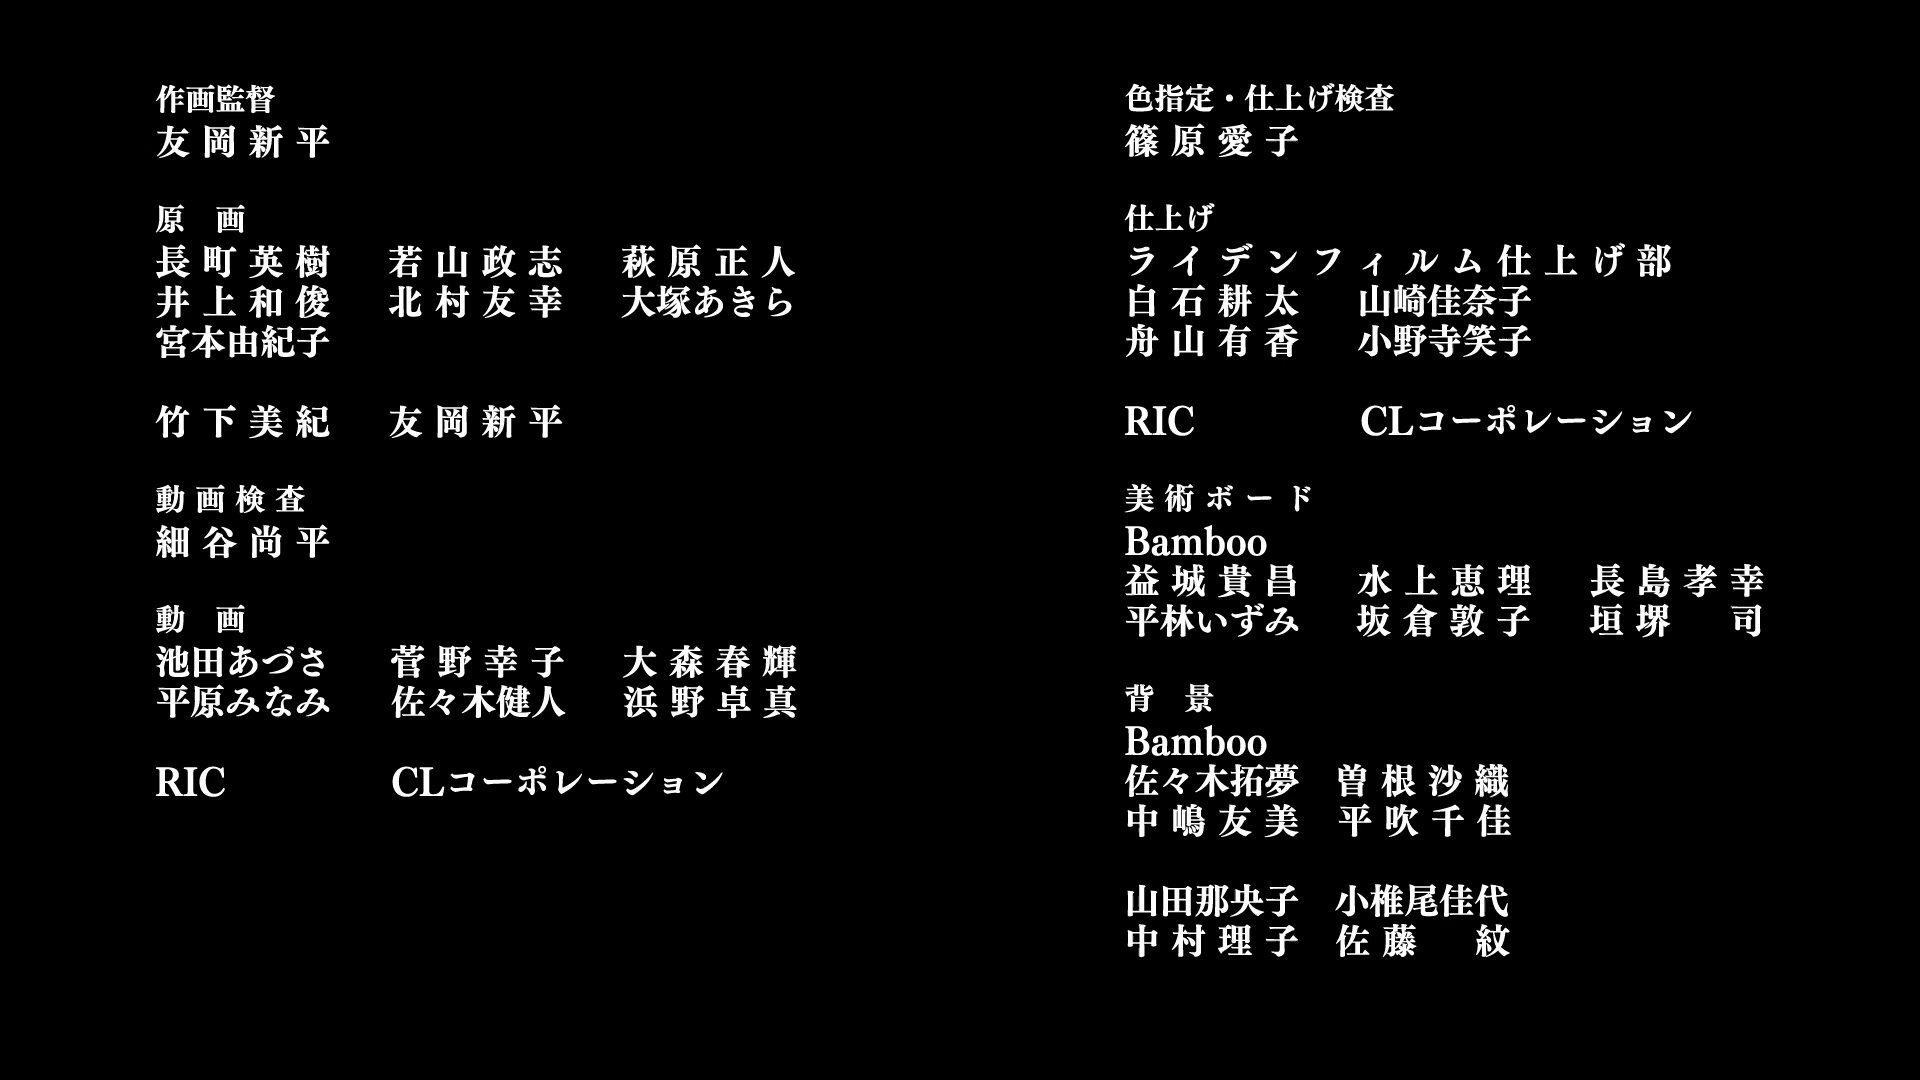 作画監督
友岡新平
原　画
長町英樹　若山政志　萩原正人
井上和俊　北村友幸　大塚あきら
宮本由紀子
竹下美紀　友岡新平
動画検査
細谷尚平
動　画
池田あづさ　菅野幸子　大森春輝
平原みなみ　佐々木健人　浜野卓真
RIC　CLコーポレーション
色指定・仕上げ検査
篠原愛子
仕上げ
ライデンフィルム仕上げ部
白石耕太　山崎佳奈子
舟山有香　小野寺笑子
RIC　CLコーポレーション
美術ボード
Bamboo
益城貴昌　水上恵理　長島孝幸
平林いずみ　坂倉敦子　垣堺　司
背　景
Bamboo
佐々木拓夢　曽根沙織
中嶋友美　平吹千佳
山田那央子　小椎尾佳代
中村理子　佐藤　紋